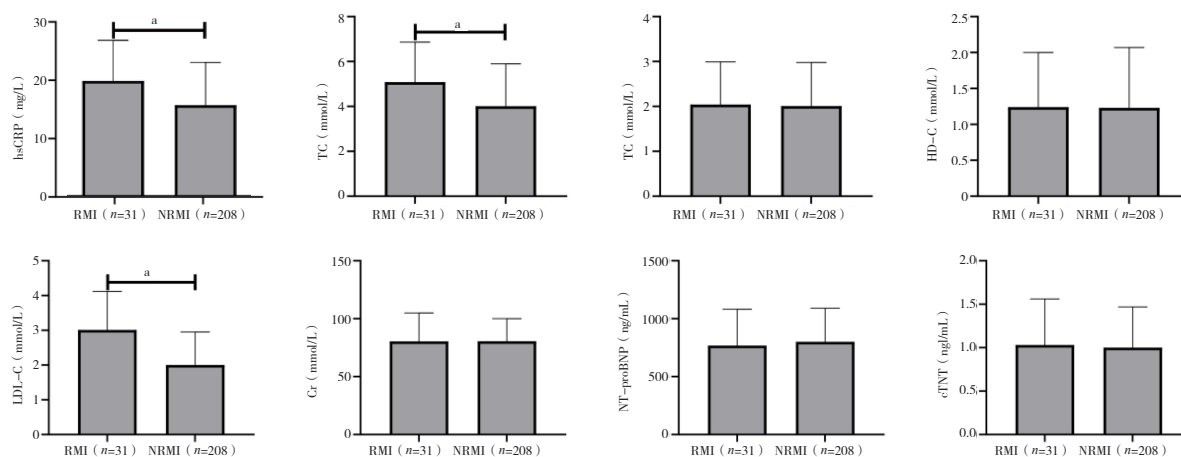 hsCRP（mg/L）
30
20
10
0
a
RMI（n=31） NRMI（n=208）
TC（mmol/L）
8
6
4
2
0
a
RMI（n=31） NRMI（n=208）
TC（mmol/L）
4
3
2
1
0
RMI（n=31） NRMI（n=208）
HD-C（mmol/L）
2.5
2.0
1.5
1.0
0.5
0
RMI（n=31） NRMI（n=208）
LDL-C（mmol/L）
5
4
3
2
1
0
a
RMI（n=31） NRMI（n=208）
Cr（mmol/L）
150
100
50
0
RMI（n=31） NRMI（n=208）
NT-proBNP（ng/mL）
1500
1000
500
0
RMI（n=31） NRMI（n=208）
cTNT（ngl/mL）
2.0
1.5
1.0
0.5
0.0
RMI（n=31） NRMI（n=208）